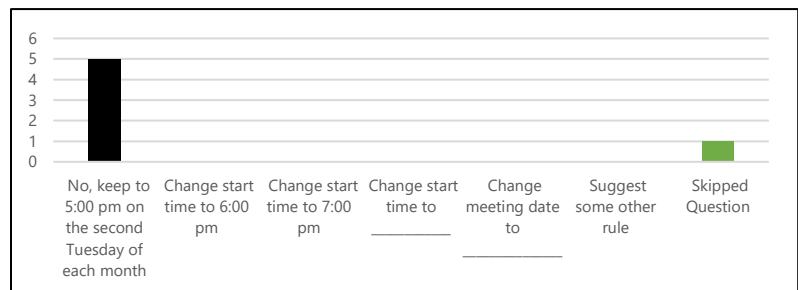 6
5
4
3
2
1
0
No, keep to
5:00 pm on
the second
Tuesday of
each month
Change start
time to 6:00
pm
Change start
time to 7:00
pm
Change start
time to
__________
Change
meeting date
to
____________
Suggest
some other
rule
Skipped
Question